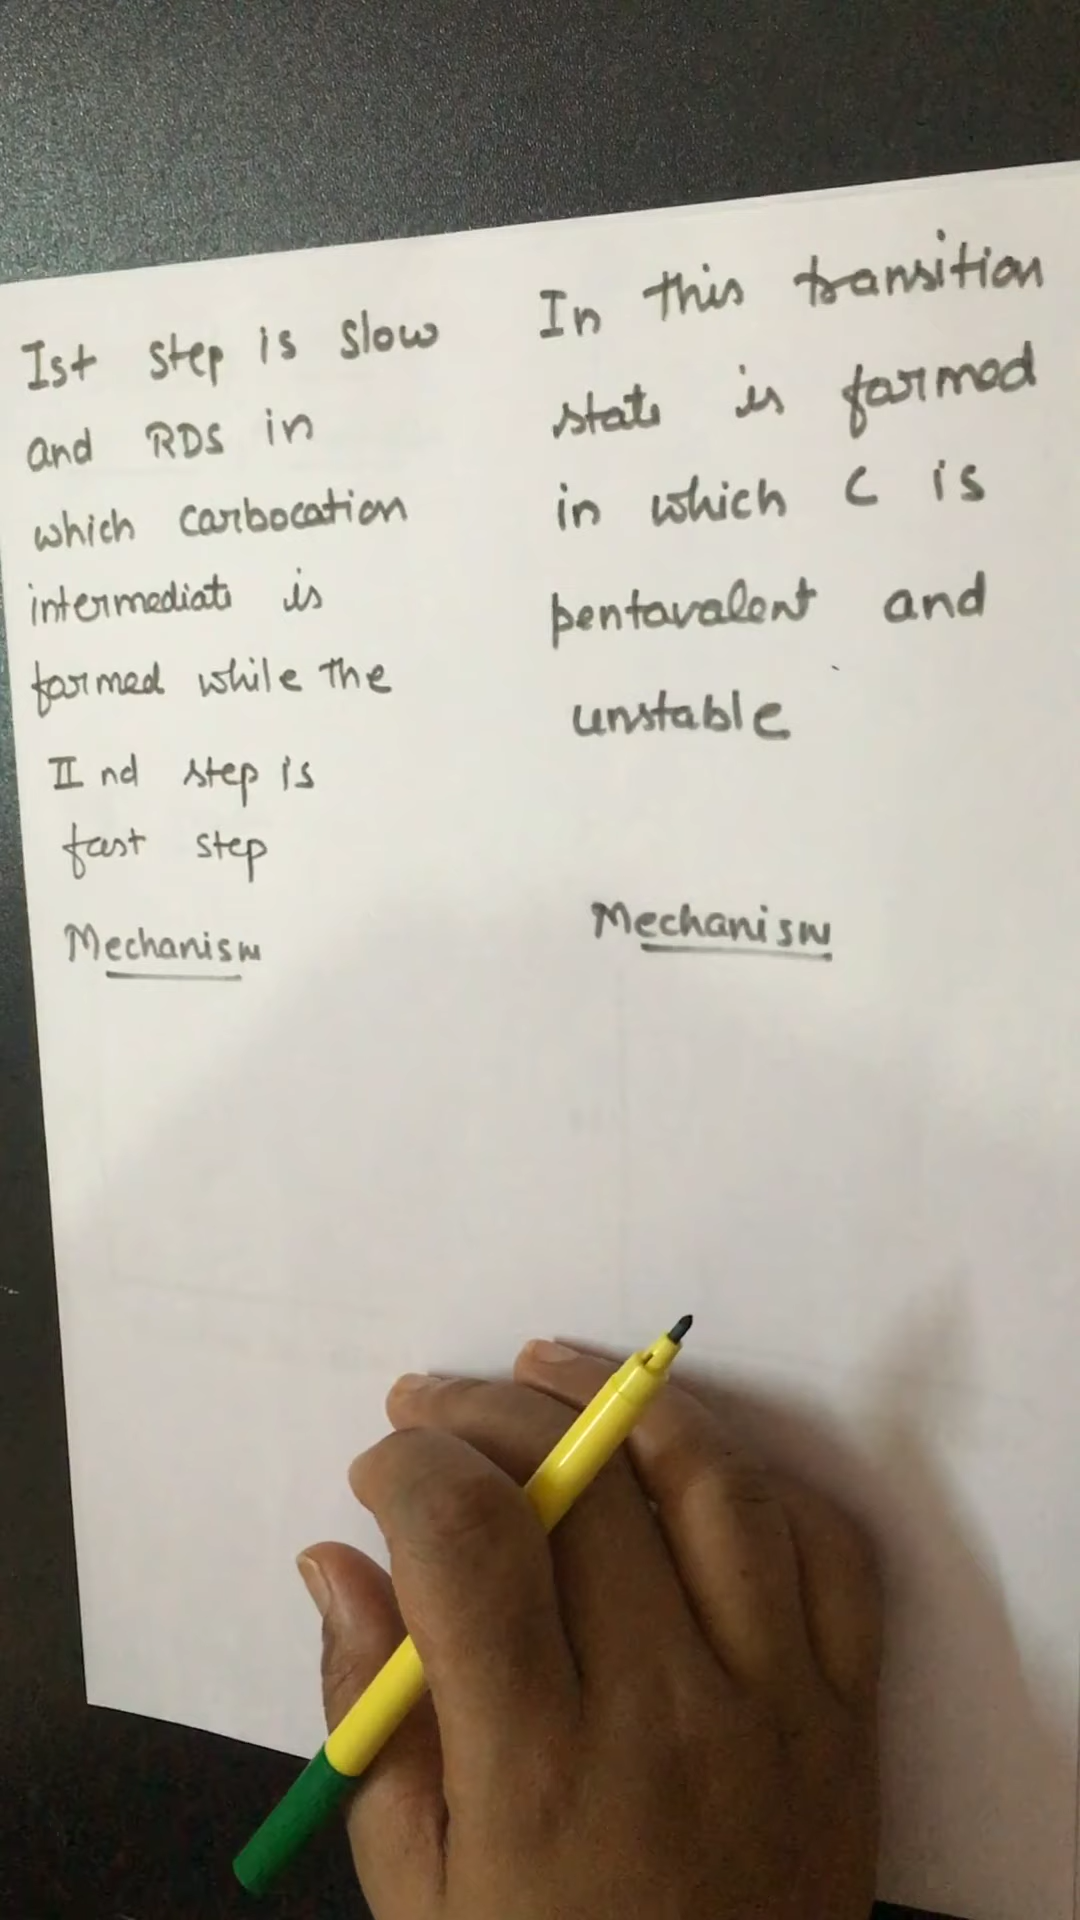 Ist step is slow
and RDS in
which carbocation
intermediate is
formed while the
II nd step is
fast step
Mechanism
In this transition
state is formed
in which C is
pentavalent and
unstable
Mechanism